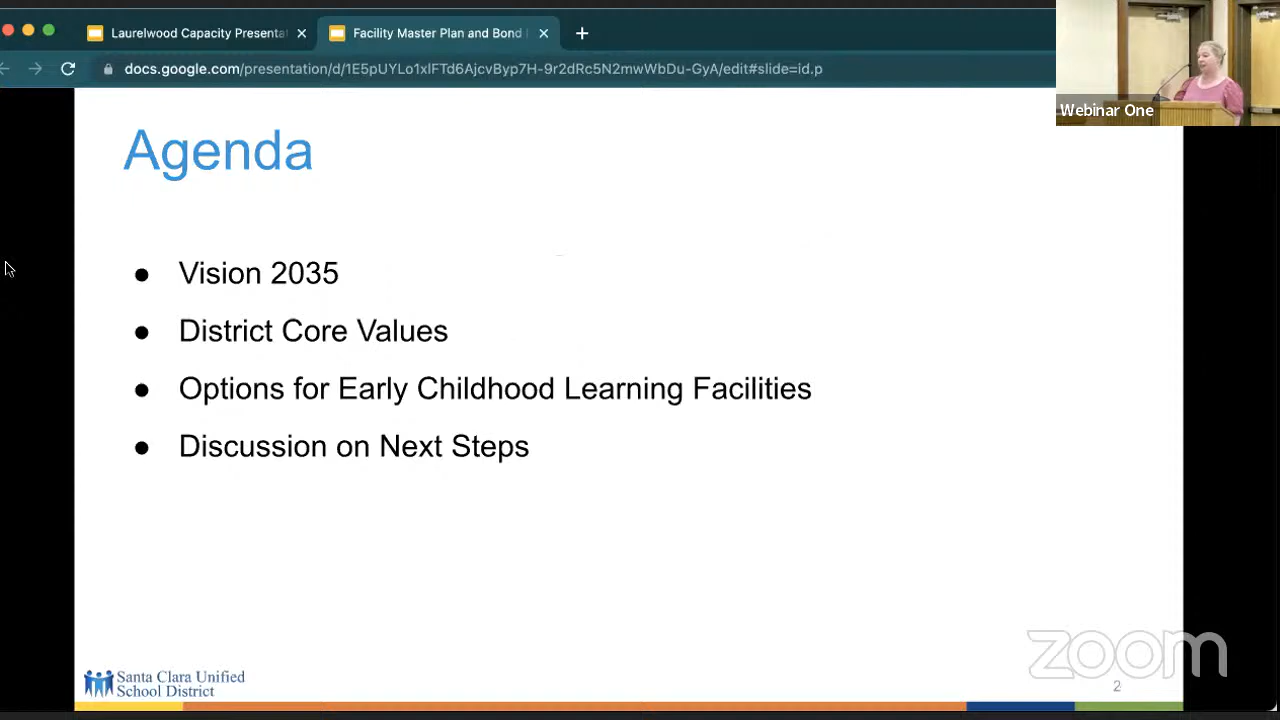 Laurelwood Capacity Presenta
Facility Master Plan and Bond
docs.google.com/presentation/d/1E5pUYLo1xlFTd6AjcvByp7H-9r2dRc5N2mwWbDu-GyA/edit#slide=id.p
Webinar One
Agenda
● Vision 2035
● District Core Values
● Options for Early Childhood Learning Facilities
● Discussion on Next Steps
Santa Clara Unified
School District
zoom
2